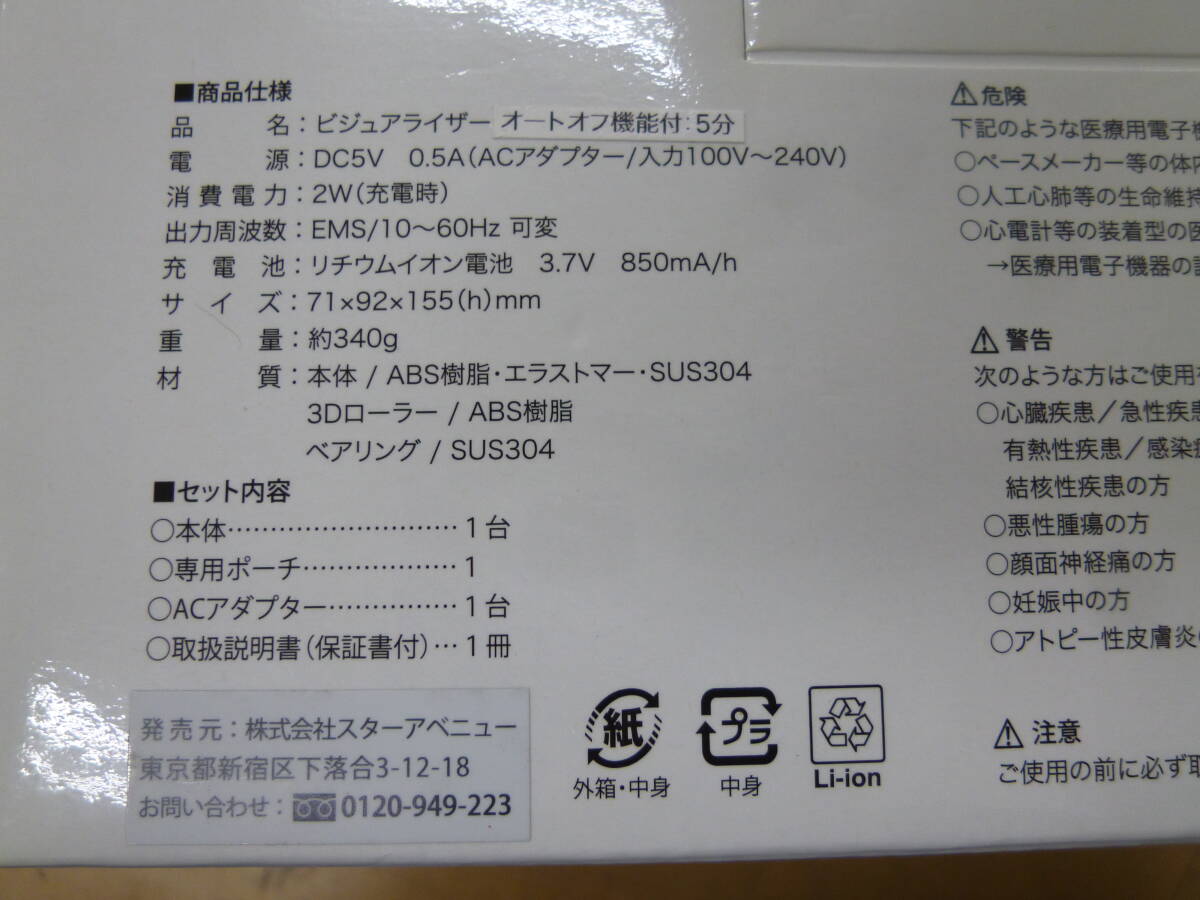 ■商品仕様
品名：ビジュアライザー オートオフ機能付：5分
電源：DC5V 0.5A（ACアダプター/入力100V～240V）
消費電力：2W（充電時）
出力周波数：EMS/10～60Hz 可変
充電池：リチウムイオン電池 3.7V 850mA/h
サイズ：71×92×155（h）mm
重量：約340g
材質：本体 / ABS樹脂・エラストマー・SUS304
3Dローラー / ABS樹脂
ベアリング / SUS304
■セット内容
○本体…………………………1台
○専用ポーチ………………1
○ACアダプター……………1台
○取扱説明書（保証書付）…1冊
発売元：株式会社スターアベニュー
東京都新宿区下落合3-12-18
お問い合わせ：0120-949-223
紙
外箱・中身
プラ
中身
Li-ion
⚠危険
下記のような医療用電子
○ペースメーカー等の体内
○人工心肺等の生命維持
○心電計等の装着型の
→医療用電子機器の
⚠警告
次のような方はご使用
○心臓疾患／急性疾患
有熱性疾患／感染
結核性疾患の方
○悪性腫瘍の方
○顔面神経痛の方
○妊娠中の方
○アトピー性皮膚炎
⚠注意
ご使用の前に必ず取